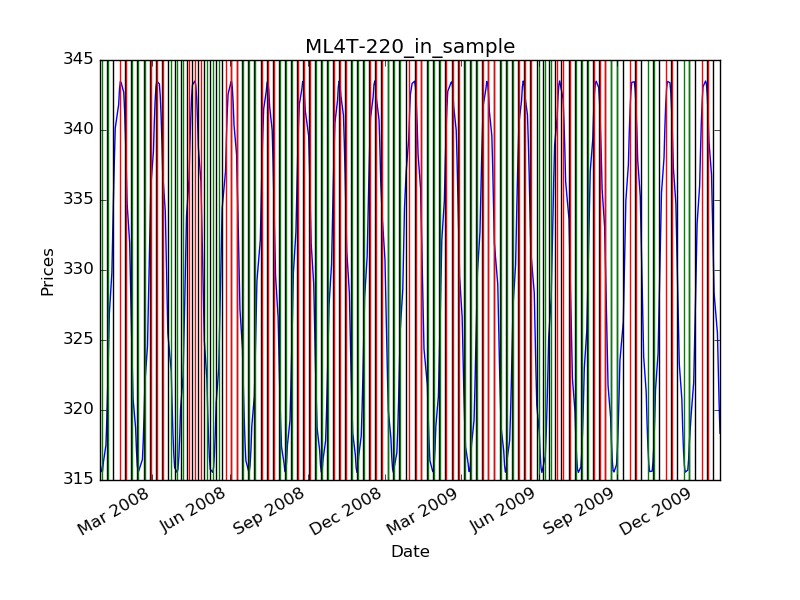 ML4T-220_in_sample
345
340
335
330
325
320
315
Prices
Mar 2008
Jun 2008
Sep 2008
Dec 2008
Mar 2009
Jun 2009
Sep 2009
Dec 2009
Date